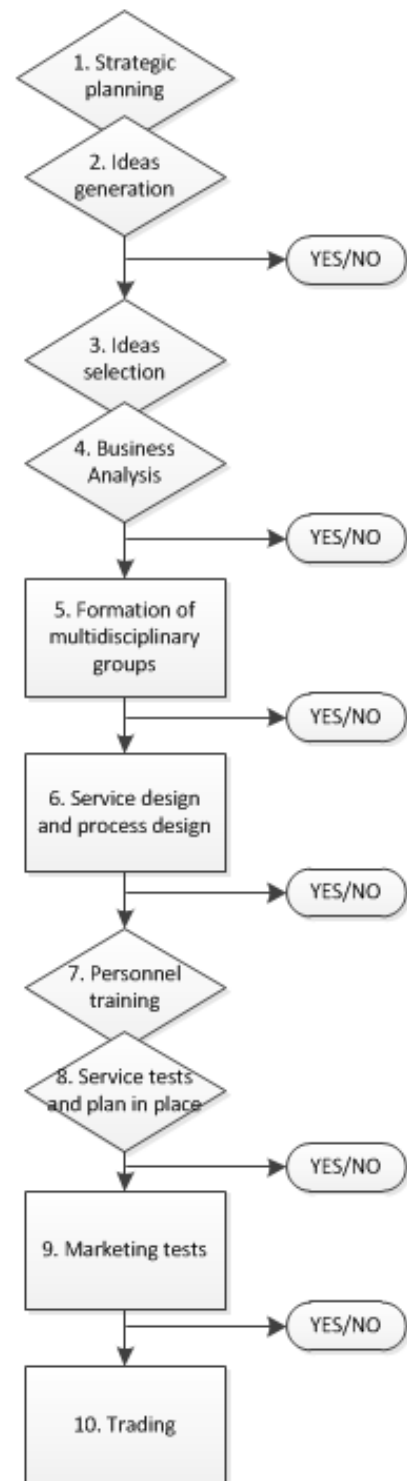 1. Strategic
planning
2. Ideas
generation
YES/NO
3. Ideas
selection
4. Business
Analysis
YES/NO
5. Formation of
multidisciplinary
groups
YES/NO
6. Service design
and process design
YES/NO
7. Personnel
training
8. Service tests
and plan in place
YES/NO
9. Marketing tests
YES/NO
10. Trading